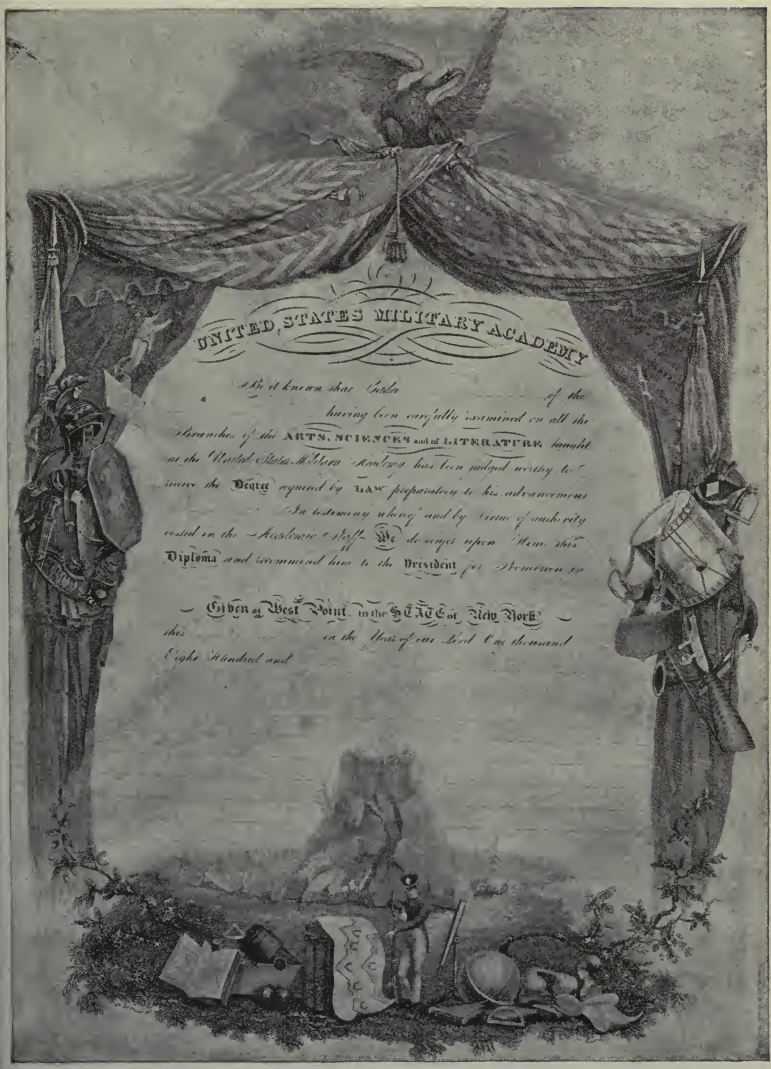 UNITED STATES MILITARY ACADEMY
Be it known that Cadet of the
having been carefully examined on all the
Branches of the ARTS, SCIENCES and of LITERATURE taught
at the United States Military Academy has been judged worthy to
receive the Degree required by LAW preparatory to his advancement
In testimony whereof and by virtue of authority
vested in the Academic Staff We do confer upon Him this
Diploma and recommend him to the President for Promotion in
Given at West Point, in the STATE of New York
this in the Year of our Lord One thousand
Eight Hundred and